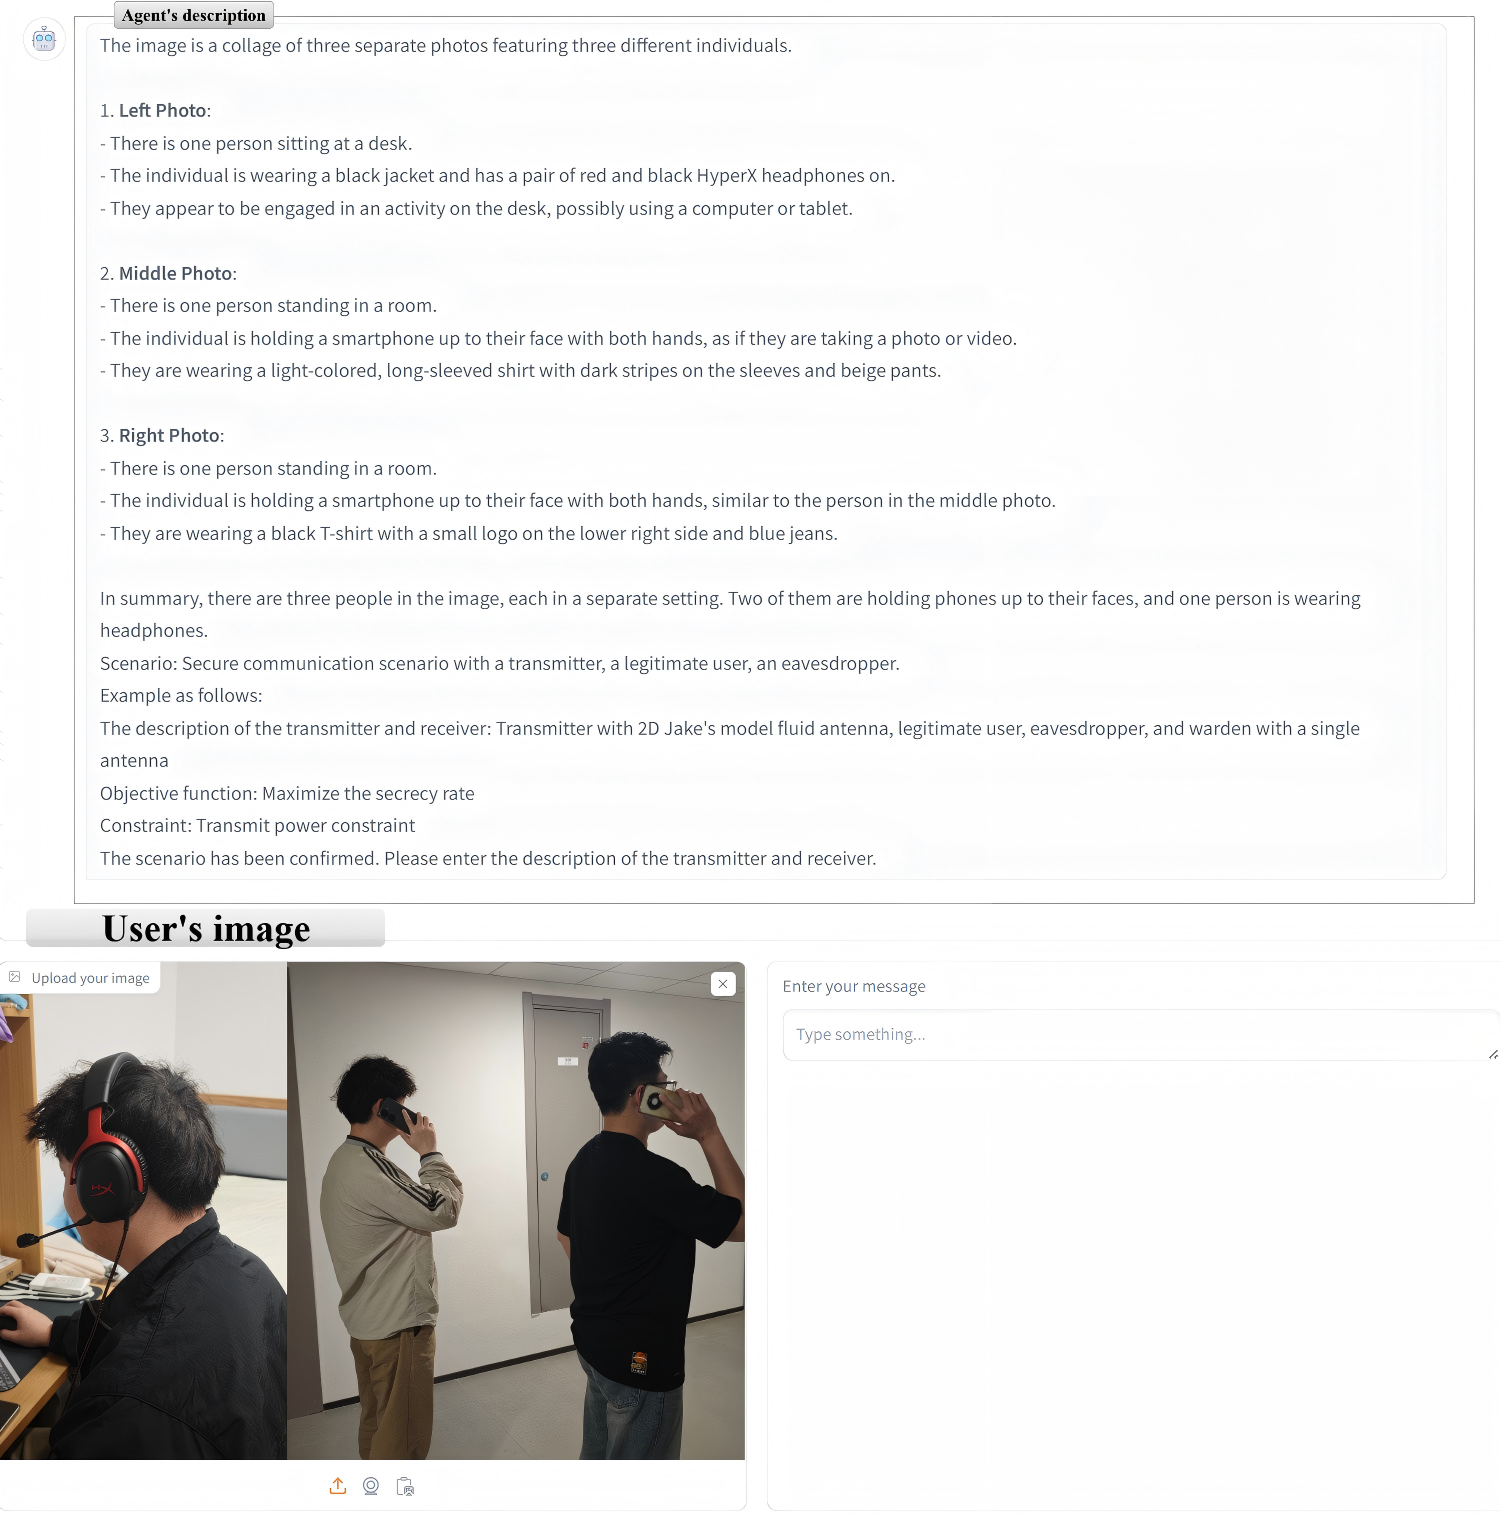 Agent's description
The image is a collage of three separate photos featuring three different individuals.
1. Left Photo:
- There is one person sitting at a desk.
- The individual is wearing a black jacket and has a pair of red and black HyperX headphones on.
- They appear to be engaged in an activity on the desk, possibly using a computer or tablet.
2. Middle Photo:
- There is one person standing in a room.
- The individual is holding a smartphone up to their face with both hands, as if they are taking a photo or video.
- They are wearing a light-colored, long-sleeved shirt with dark stripes on the sleeves and beige pants.
3. Right Photo:
- There is one person standing in a room.
- The individual is holding a smartphone up to their face with both hands, similar to the person in the middle photo.
- They are wearing a black T-shirt with a small logo on the lower right side and blue jeans.
In summary, there are three people in the image, each in a separate setting. Two of them are holding phones up to their faces, and one person is wearing
headphones.
Scenario: Secure communication scenario with a transmitter, a legitimate user, an eavesdropper.
Example as follows:
The description of the transmitter and receiver: Transmitter with 2D Jake's model fluid antenna, legitimate user, eavesdropper, and warden with a single
antenna
Objective function: Maximize the secrecy rate
Constraint: Transmit power constraint
The scenario has been confirmed. Please enter the description of the transmitter and receiver.
User's image
Upload your image
Enter your message
Type something...
HX